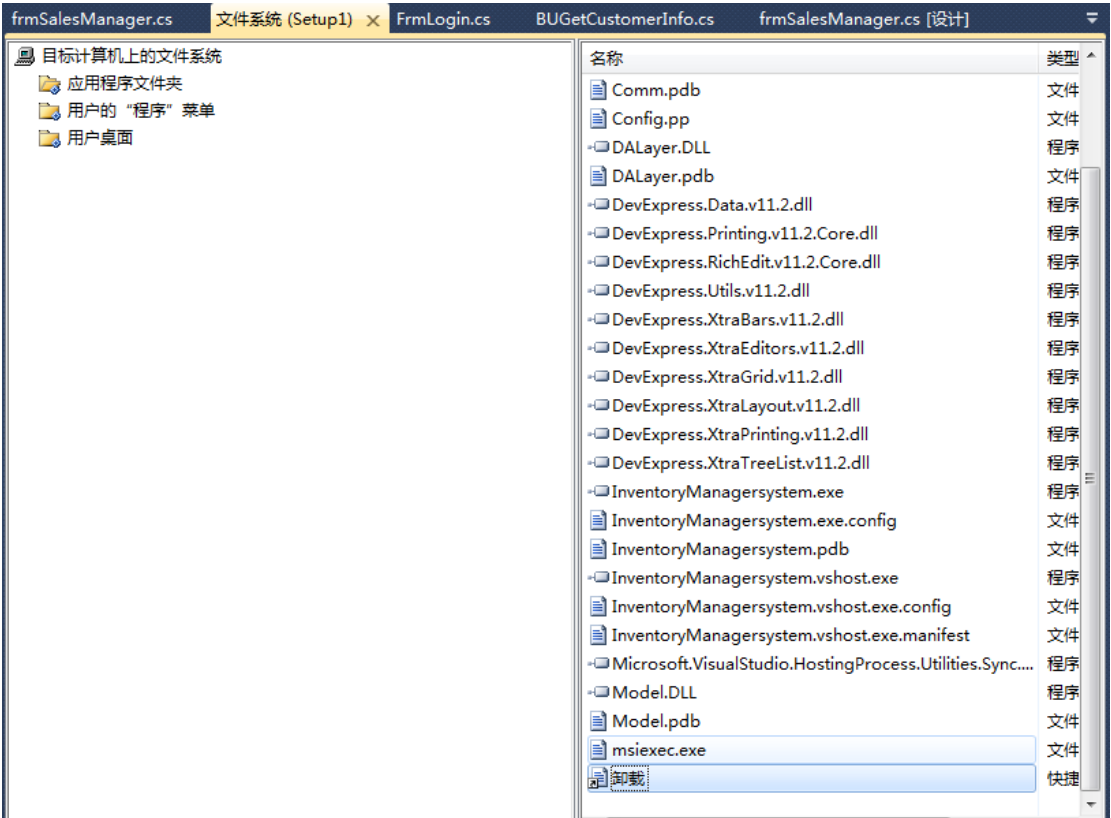 frmSalesManager.cs 文件系统 (Setup1) FrmLogin.cs BUGetCustomerInfo.cs frmSalesManager.cs [设计]
目标计算机上的文件系统
应用程序文件夹
用户的“程序”菜单
用户桌面
名称 类型
Comm.pdb 文件
Config.pp 文件
DALayer.DLL 程序
DALayer.pdb 文件
DevExpress.Data.v11.2.dll 程序
DevExpress.Printing.v11.2.Core.dll 程序
DevExpress.RichEdit.v11.2.Core.dll 程序
DevExpress.Utils.v11.2.dll 程序
DevExpress.XtraBars.v11.2.dll 程序
DevExpress.XtraEditors.v11.2.dll 程序
DevExpress.XtraGrid.v11.2.dll 程序
DevExpress.XtraLayout.v11.2.dll 程序
DevExpress.XtraPrinting.v11.2.dll 程序
DevExpress.XtraTreeList.v11.2.dll 程序
InventoryManagersystem.exe 程序
InventoryManagersystem.exe.config 文件
InventoryManagersystem.pdb 文件
InventoryManagersystem.vshost.exe 程序
InventoryManagersystem.vshost.exe.config 文件
InventoryManagersystem.vshost.exe.manifest 文件
Microsoft.VisualStudio.HostingProcess.Utilities.Sync.... 程序
Model.DLL 程序
Model.pdb 文件
msiexec.exe 文件
卸载 快捷